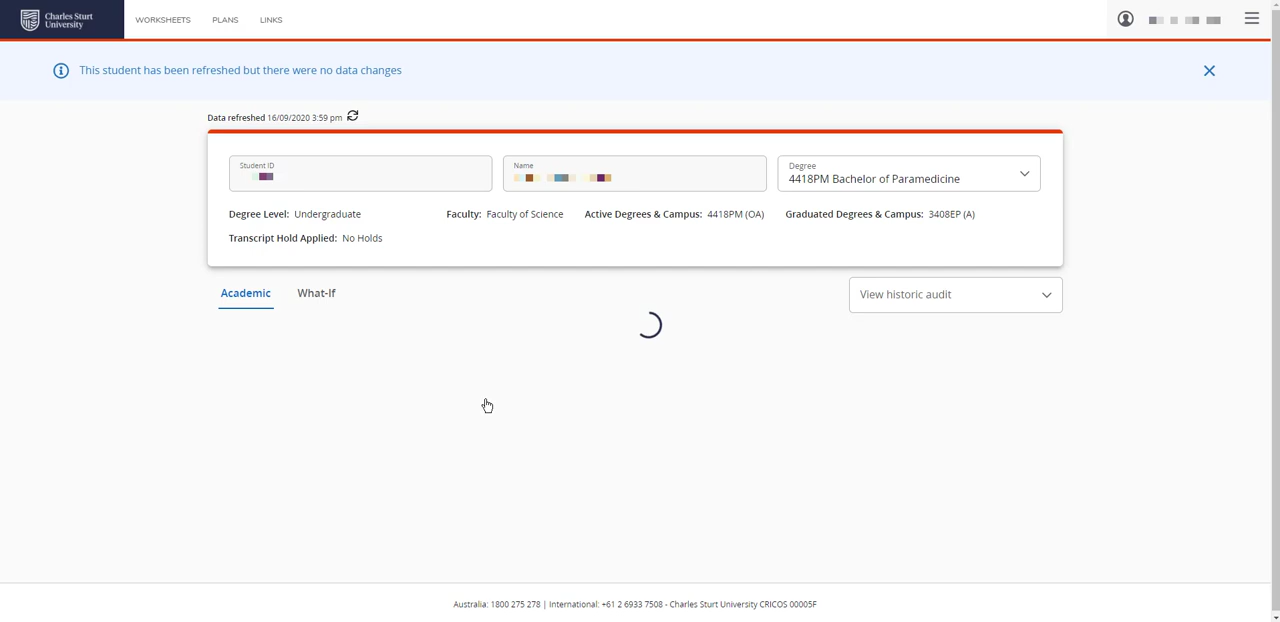 Charles Sturt
University
WORKSHEETS PLANS LINKS
This student has been refreshed but there were no data changes
Data refreshed 16/09/2020 3:59 pm
Student ID
Name
Degree
4418PM Bachelor of Paramedicine
Degree Level: Undergraduate Faculty: Faculty of Science Active Degrees & Campus: 4418PM (OA) Graduated Degrees & Campus: 3408EP (A)
Transcript Hold Applied: No Holds
Academic What-If View historic audit
Australia: 1800 275 278 | International: +61 2 6933 7508 - Charles Sturt University CRICOS 00005F